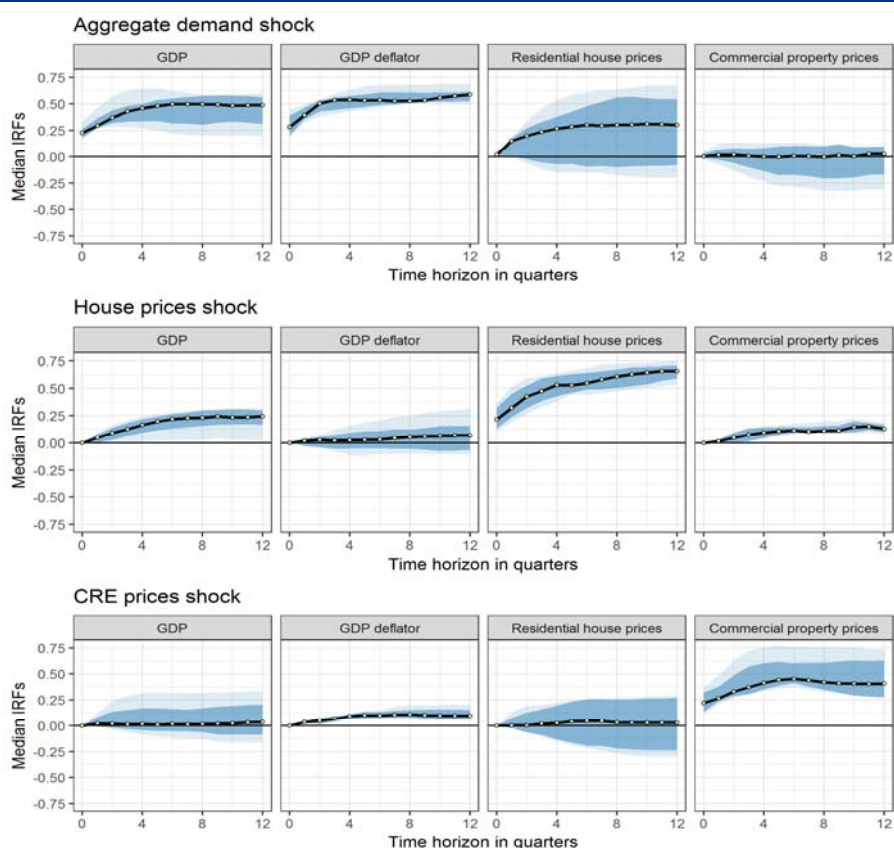 Aggregate demand shock
GDP GDP deflator Residential house prices Commercial property prices
Median IRFs
0.75
0.50
0.25
0.00
-0.25
-0.50
-0.75
0 4 8 12 0 4 8 12 0 4 8 12 0 4 8 12
Time horizon in quarters
House prices shock
GDP GDP deflator Residential house prices Commercial property prices
Median IRFs
0.75
0.50
0.25
0.00
-0.25
-0.50
-0.75
0 4 8 12 0 4 8 12 0 4 8 12 0 4 8 12
Time horizon in quarters
CRE prices shock
GDP GDP deflator Residential house prices Commercial property prices
Median IRFs
0.75
0.50
0.25
0.00
-0.25
-0.50
-0.75
0 4 8 12 0 4 8 12 0 4 8 12 0 4 8 12
Time horizon in quarters